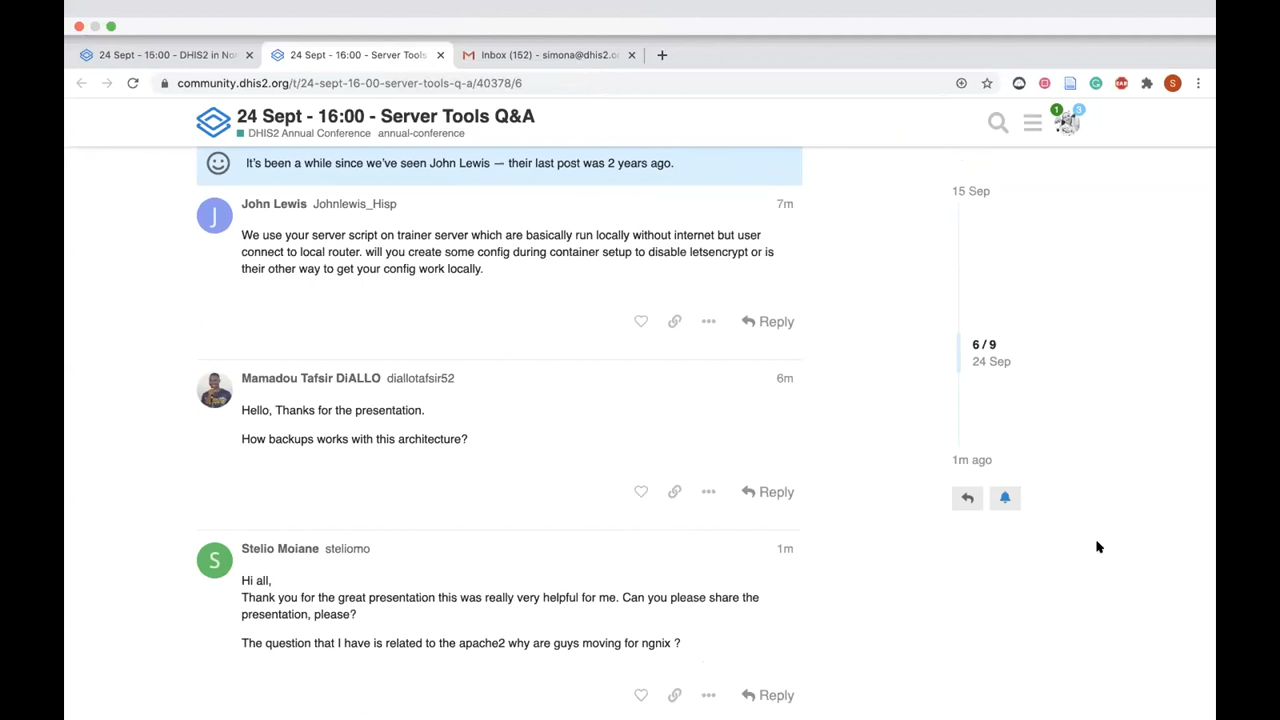 24 Sept - 15:00 - DHIS2 in No
24 Sept - 16:00 - Server Tools
Inbox (152) - simona@dhis2.or
community.dhis2.org/t/24-sept-16-00-server-tools-q-a/40378/6
S
24 Sept - 16:00 - Server Tools Q&A
DHIS2 Annual Conference annual-conference
1
3
It's been a while since we've seen John Lewis — their last post was 2 years ago.
J
John Lewis Johnlewis_Hisp
7m
We use your server script on trainer server which are basically run locally without internet but user
connect to local router. will you create some config during container setup to disable letsencrypt or is
their other way to get your config work locally.
Reply
Mamadou Tafsir DiALLO diallotafsir52
6m
Hello, Thanks for the presentation.
How backups works with this architecture?
Reply
S
Stelio Moiane steliomo
1m
Hi all,
Thank you for the great presentation this was really very helpful for me. Can you please share the
presentation, please?
The question that I have is related to the apache2 why are guys moving for ngnix ?
Reply
15 Sep
6 / 9
24 Sep
1m ago